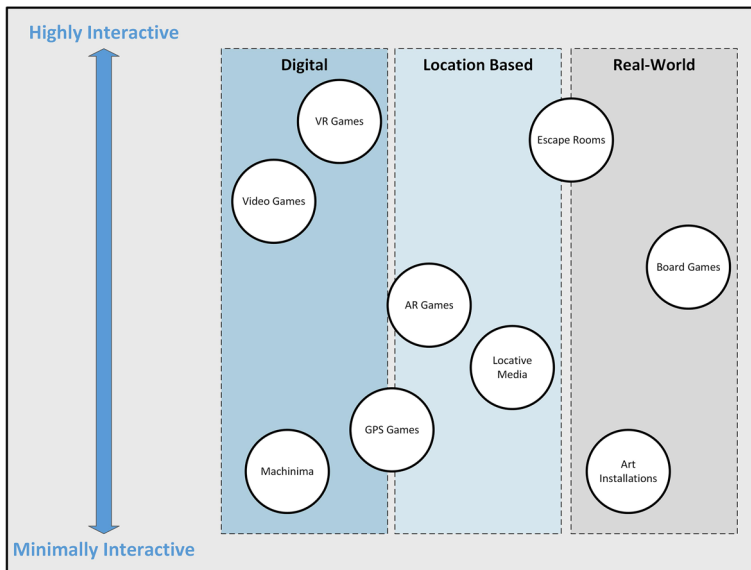 Highly Interactive
Digital
Location Based
Real-World
VR Games
Escape Rooms
Video Games
Board Games
AR Games
Locative
Media
GPS Games
Machinima
Art
Installations
Minimally Interactive